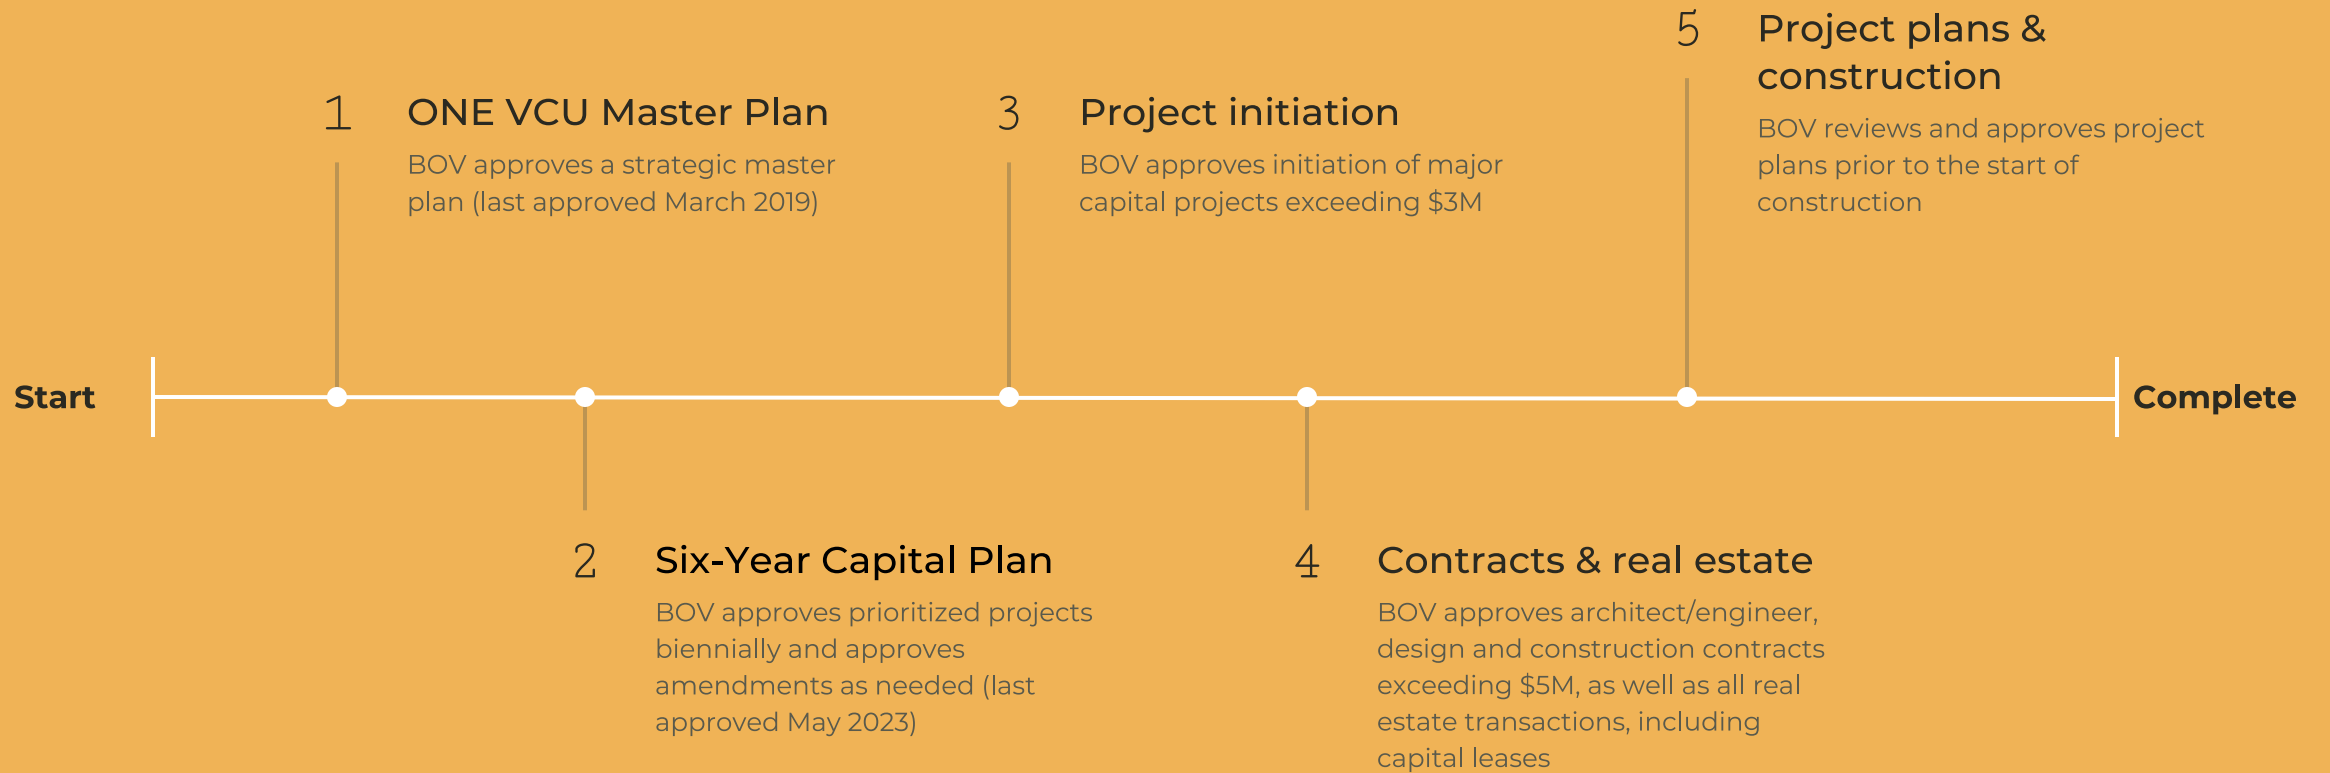 Start
1
ONE VCU Master Plan
BOV approves a strategic master
plan (last approved March 2019)
2
Six-Year Capital Plan
BOV approves prioritized projects
biennially and approves
amendments as needed (last
approved May 2023)
3
Project initiation
BOV approves initiation of major
capital projects exceeding $3M
4
Contracts & real estate
BOV approves architect/engineer,
design and construction contracts
exceeding $5M, as well as all real
estate transactions, including
capital leases
5
Project plans &
construction
BOV reviews and approves project
plans prior to the start of
construction
Complete